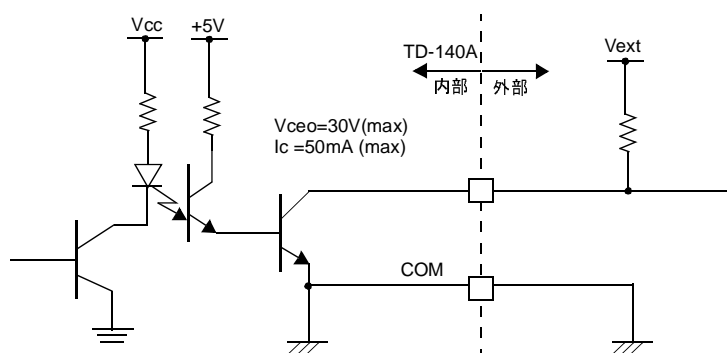 Vcc
+5V
TD-140A
Vext
内部
外部
Vceo=30V(max)
Ic =50mA (max)
COM